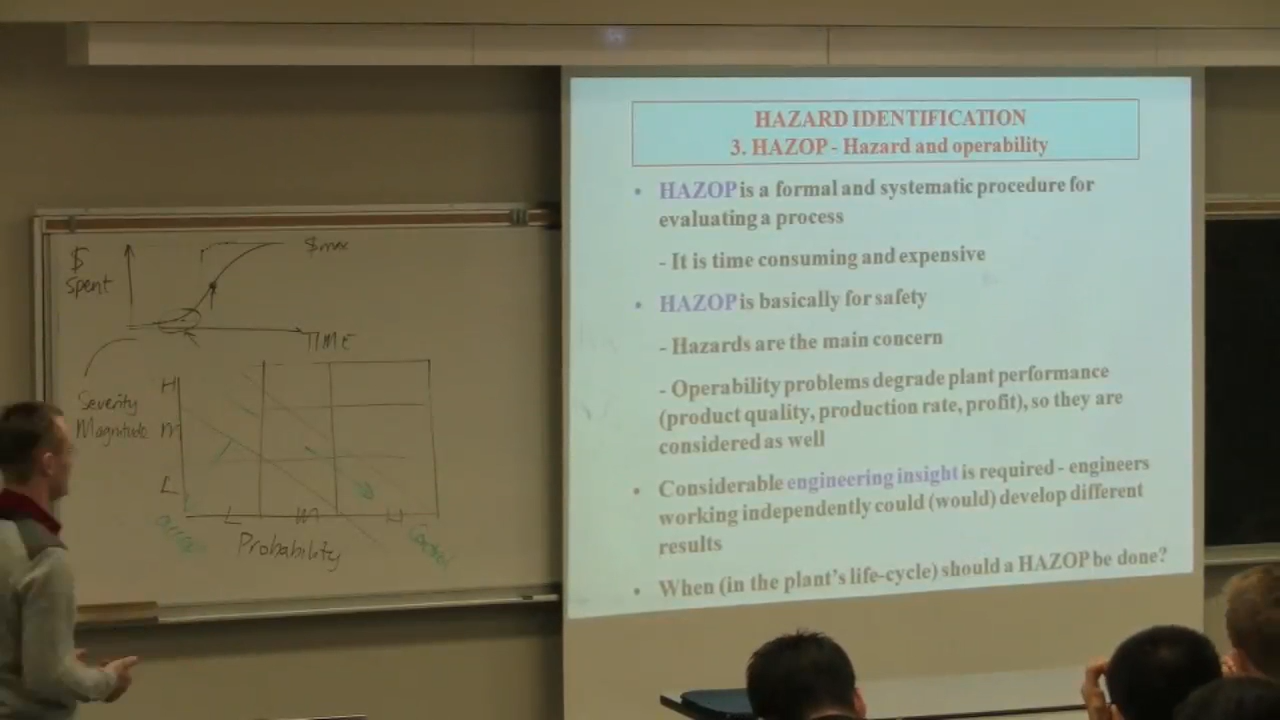 $
spent
$max
TIME
H
Severity
Magnitude
M
L
L
M
H
Probability
Control
HAZARD IDENTIFICATION
3. HAZOP - Hazard and operability
• HAZOP is a formal and systematic procedure for
evaluating a process
- It is time consuming and expensive
• HAZOP is basically for safety
- Hazards are the main concern
- Operability problems degrade plant performance
(product quality, production rate, profit), so they are
considered as well
• Considerable engineering insight is required - engineers
working independently could (would) develop different
results
• When (in the plant's life-cycle) should a HAZOP be done?